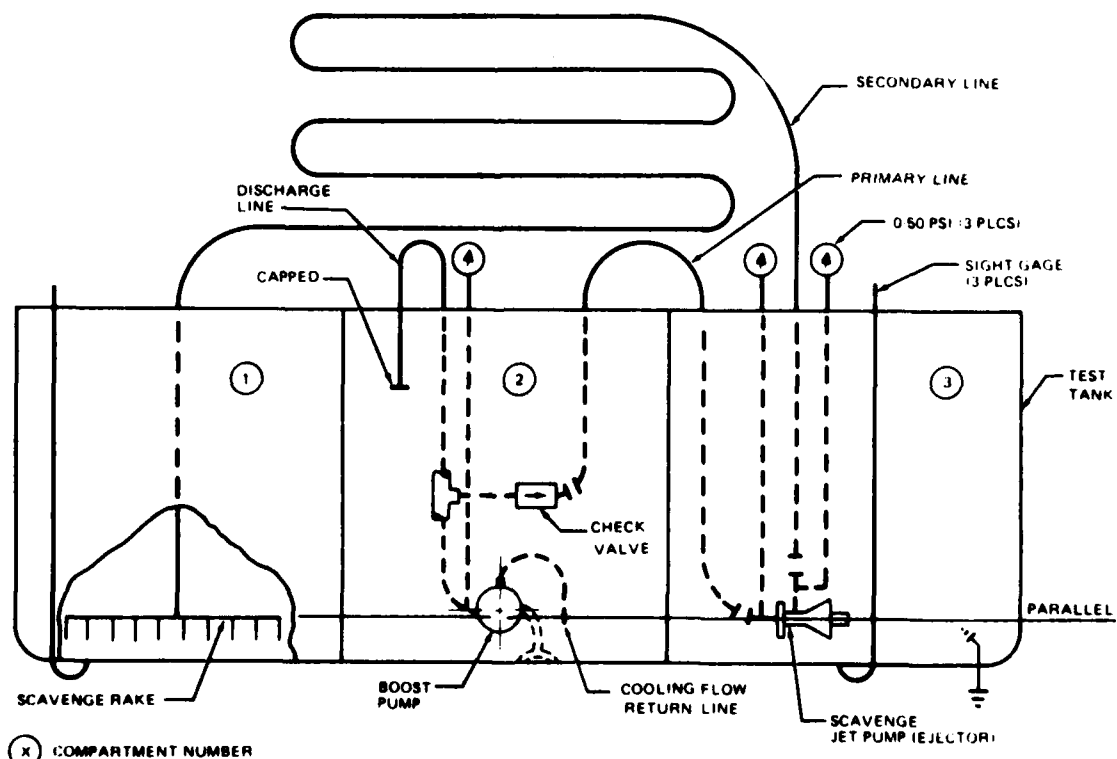 SECONDARY LINE
PRIMARY LINE
DISCHARGE
LINE
0-50 PSI (3 PLCS)
CAPPED
SIGHT GAGE
(3 PLCS)
1
2
3
TEST
TANK
CHECK
VALVE
PARALLEL
SCAVENGE RAKE
BOOST
PUMP
COOLING FLOW
RETURN LINE
SCAVENGE
JET PUMP (EJECTOR)
X COMPARTMENT NUMBER